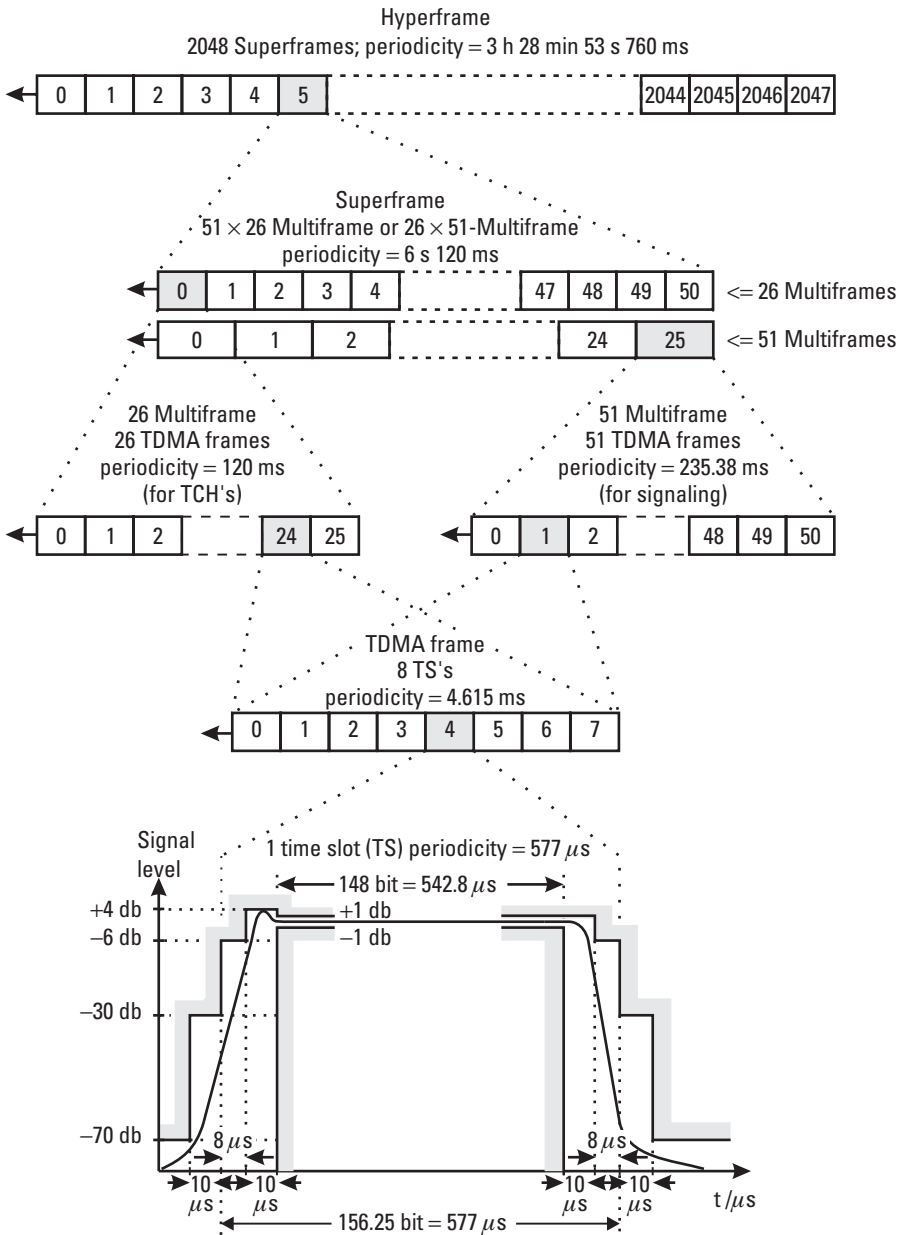 Hyperframe
2048 Superframes; periodicity = 3 h 28 min 53 s 760 ms
0 1 2 3 4 5 2044 2045 2046 2047
Superframe
51 × 26 Multiframe or 26 × 51-Multiframe
periodicity = 6 s 120 ms
0 1 2 3 4 47 48 49 50 <= 26 Multiframes
0 1 2 24 25 <= 51 Multiframes
26 Multiframe
26 TDMA frames
periodicity = 120 ms
(for TCH's)
51 Multiframe
51 TDMA frames
periodicity = 235.38 ms
(for signaling)
0 1 2 24 25
0 1 2 48 49 50
TDMA frame
8 TS's
periodicity = 4.615 ms
0 1 2 3 4 5 6 7
Signal
level
1 time slot (TS) periodicity = 577 μs
148 bit = 542.8 μs
+4 db
+1 db
−6 db
−1 db
−30 db
−70 db
8 μs
8 μs
10
μs
10
μs
10
μs
10
μs
t/μs
156.25 bit = 577 μs